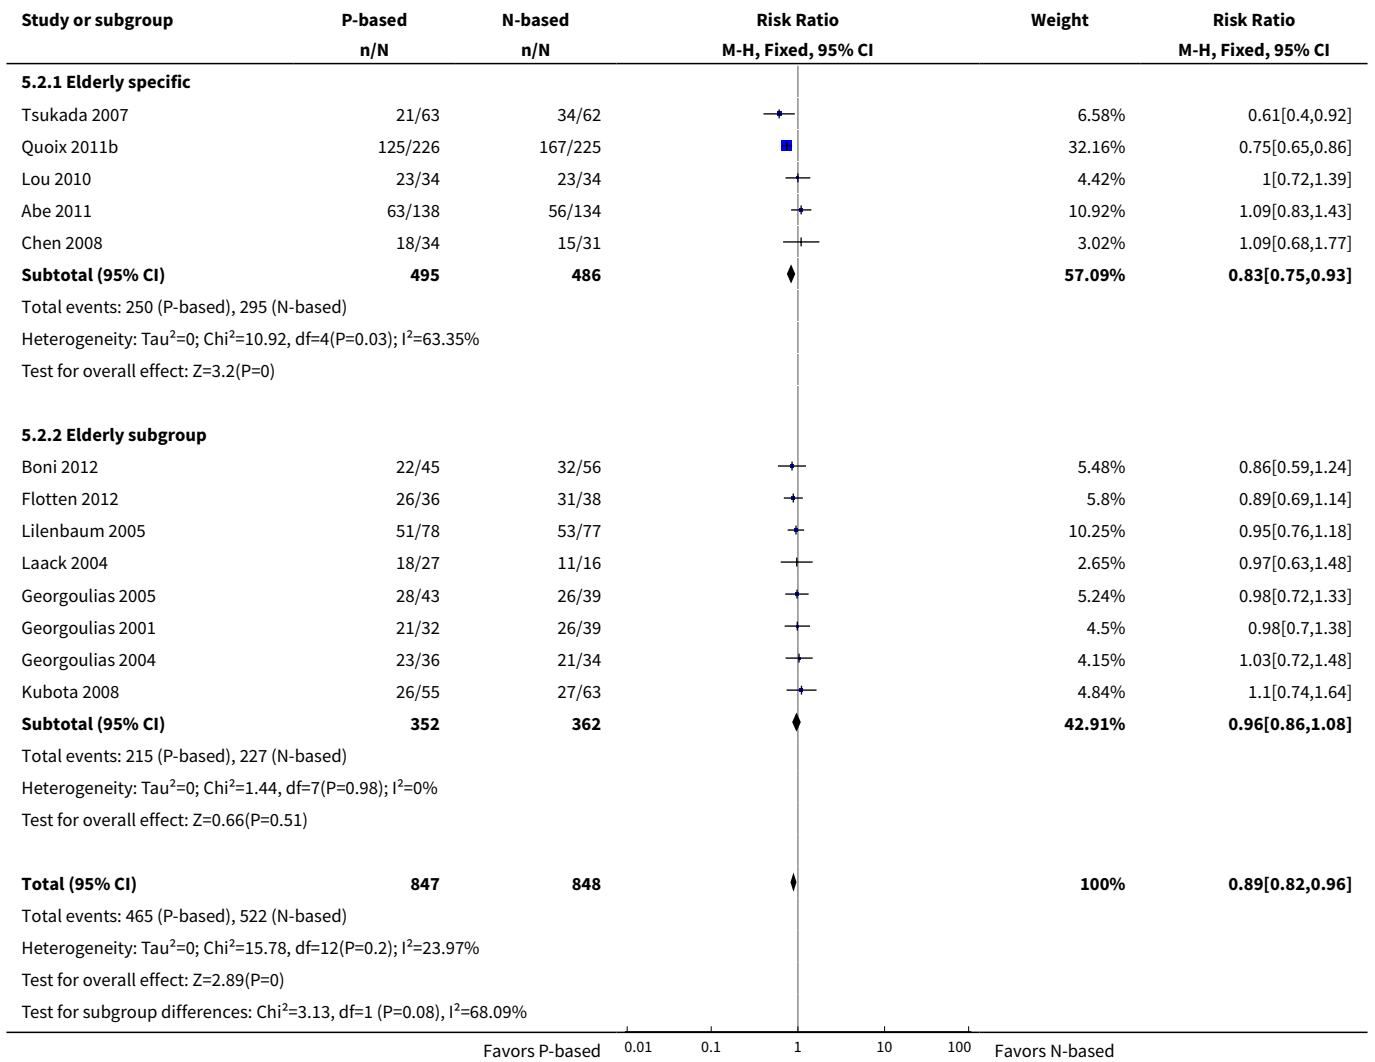 Study or subgroup P-based N-based Risk Ratio Weight Risk Ratio
n/N n/N M-H, Fixed, 95% CI M-H, Fixed, 95% CI
5.2.1 Elderly specific
Tsukada 2007 21/63 34/62 6.58% 0.61[0.4,0.92]
Quoix 2011b 125/226 167/225 32.16% 0.75[0.65,0.86]
Lou 2010 23/34 23/34 4.42% 1[0.72,1.39]
Abe 2011 63/138 56/134 10.92% 1.09[0.83,1.43]
Chen 2008 18/34 15/31 3.02% 1.09[0.68,1.77]
Subtotal (95% CI) 495 486 57.09% 0.83[0.75,0.93]
Total events: 250 (P-based), 295 (N-based)
Heterogeneity: Tau²=0; Chi²=10.92, df=4(P=0.03); I²=63.35%
Test for overall effect: Z=3.2(P=0)
5.2.2 Elderly subgroup
Boni 2012 22/45 32/56 5.48% 0.86[0.59,1.24]
Flotten 2012 26/36 31/38 5.8% 0.89[0.69,1.14]
Lilenbaum 2005 51/78 53/77 10.25% 0.95[0.76,1.18]
Laack 2004 18/27 11/16 2.65% 0.97[0.63,1.48]
Georgoulias 2005 28/43 26/39 5.24% 0.98[0.72,1.33]
Georgoulias 2001 21/32 26/39 4.5% 0.98[0.7,1.38]
Georgoulias 2004 23/36 21/34 4.15% 1.03[0.72,1.48]
Kubota 2008 26/55 27/63 4.84% 1.1[0.74,1.64]
Subtotal (95% CI) 352 362 42.91% 0.96[0.86,1.08]
Total events: 215 (P-based), 227 (N-based)
Heterogeneity: Tau²=0; Chi²=1.44, df=7(P=0.98); I²=0%
Test for overall effect: Z=0.66(P=0.51)
Total (95% CI) 847 848 100% 0.89[0.82,0.96]
Total events: 465 (P-based), 522 (N-based)
Heterogeneity: Tau²=0; Chi²=15.78, df=12(P=0.2); I²=23.97%
Test for overall effect: Z=2.89(P=0)
Test for subgroup differences: Chi²=3.13, df=1 (P=0.08), I²=68.09%
Favors P-based 0.01 0.1 1 10 100 Favors N-based